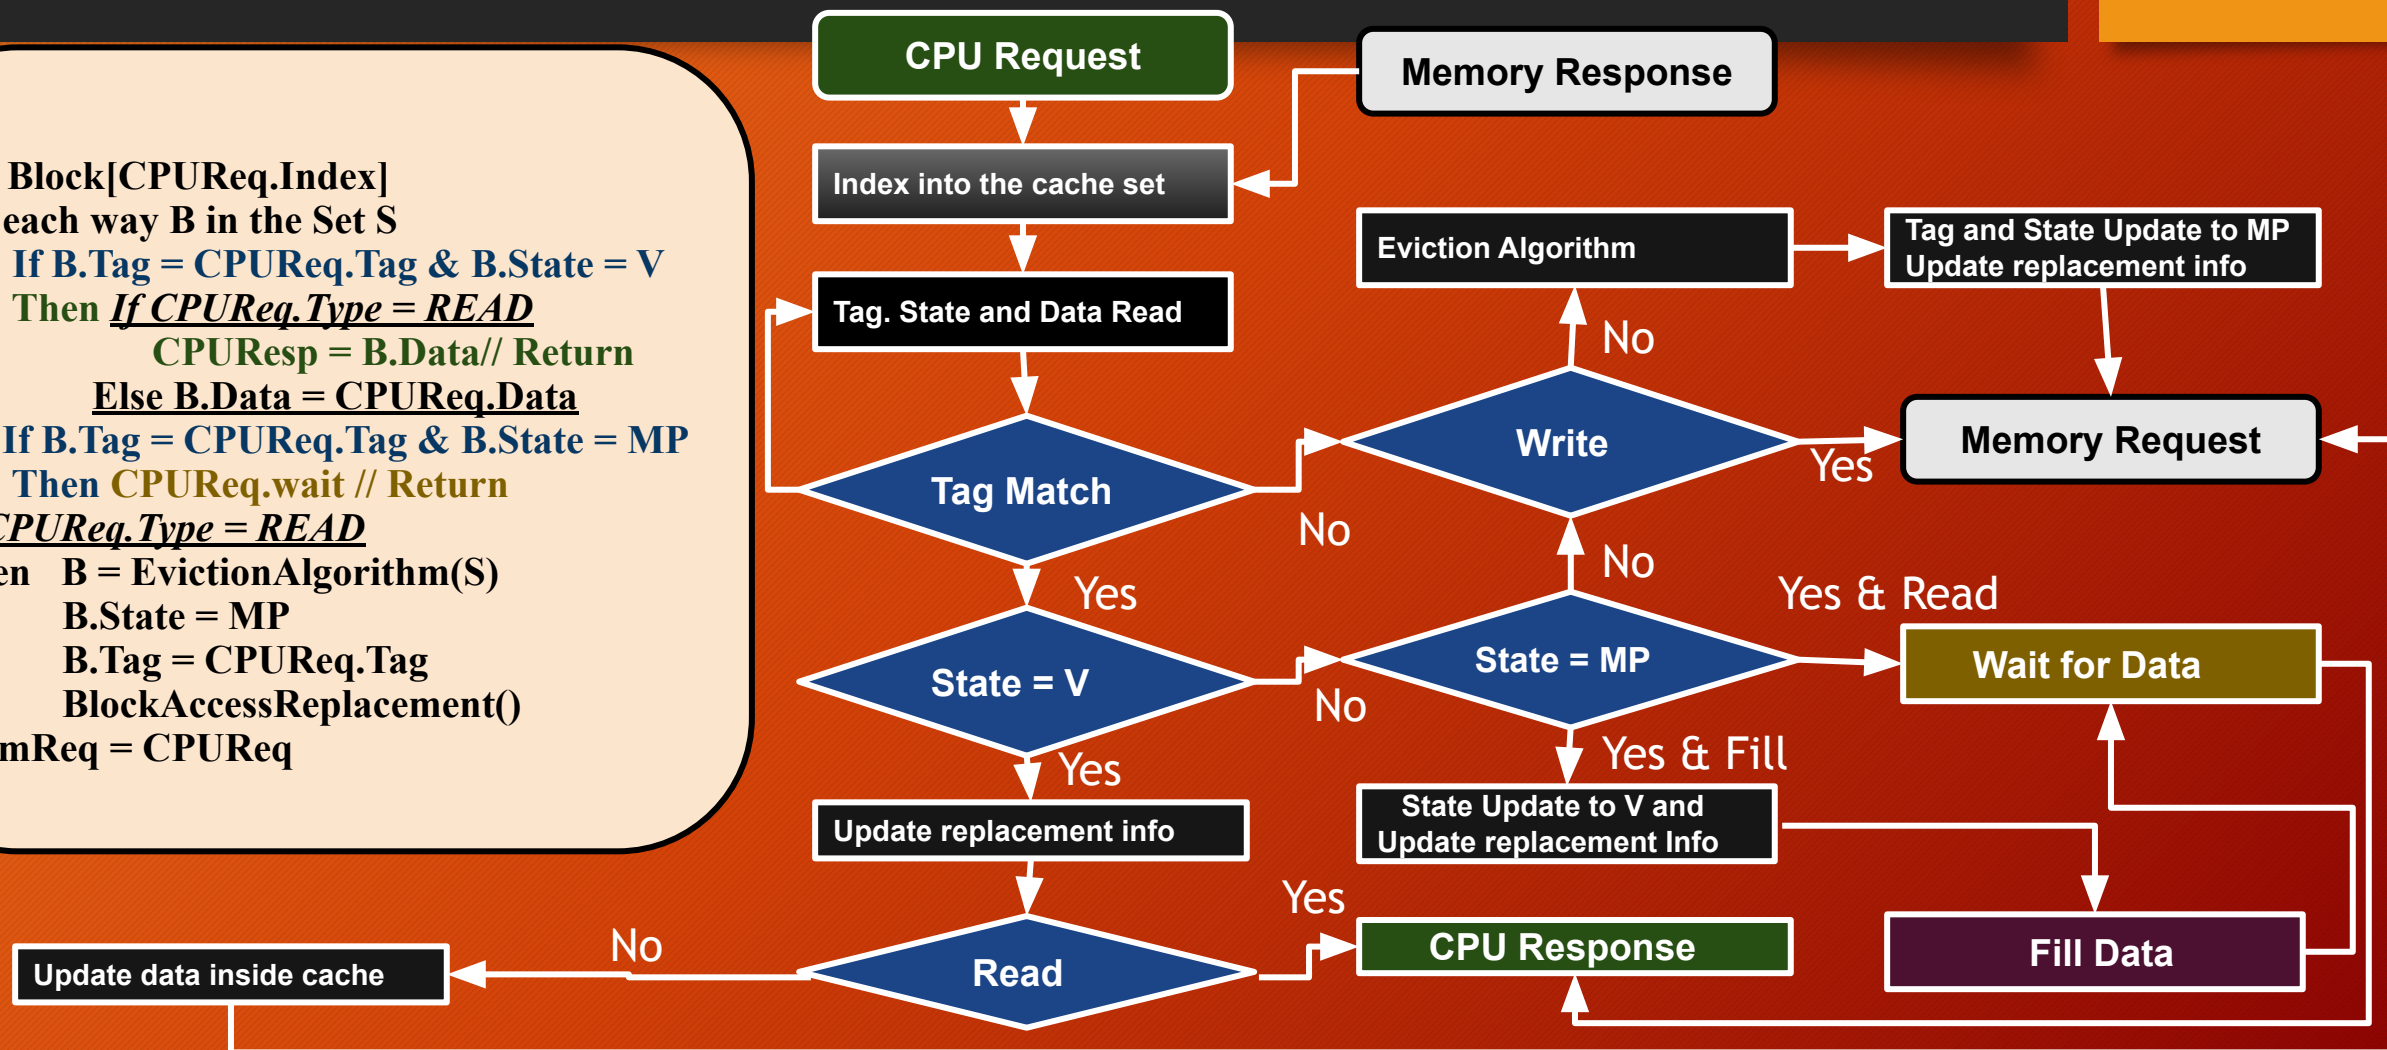 Block[CPUReq.Index]
each way B in the Set S
If B.Tag = CPUReq.Tag & B.State = V
Then If CPUReq.Type = READ
CPUResp = B.Data// Return
Else B.Data = CPUReq.Data
If B.Tag = CPUReq.Tag & B.State = MP
Then CPUReq.wait // Return
CPUReq.Type = READ
en B = EvictionAlgorithm(S)
B.State = MP
B.Tag = CPUReq.Tag
BlockAccessReplacement()
mReq = CPUReq
CPU Request
Memory Response
Index into the cache set
Eviction Algorithm
Tag and State Update to MP
Update replacement info
Tag. State and Data Read
No
Write
Yes
Memory Request
Tag Match
No
Yes
No
Yes & Read
State = V
No
State = MP
Wait for Data
Yes
Yes & Fill
Update replacement info
State Update to V and
Update replacement Info
Yes
No
Update data inside cache
Read
CPU Response
Fill Data